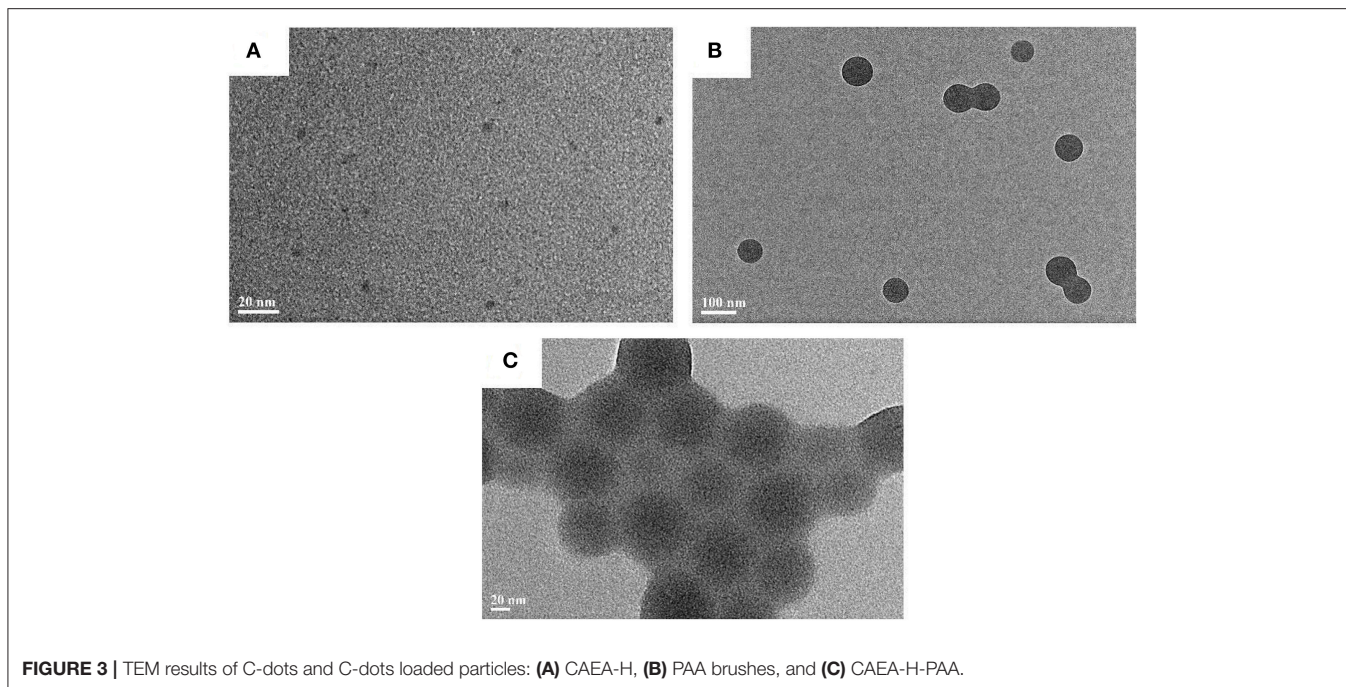 A
B
20 nm
100 nm
C
20 nm
FIGURE 3 | TEM results of C-dots and C-dots loaded particles: (A) CAEA-H, (B) PAA brushes, and (C) CAEA-H-PAA.